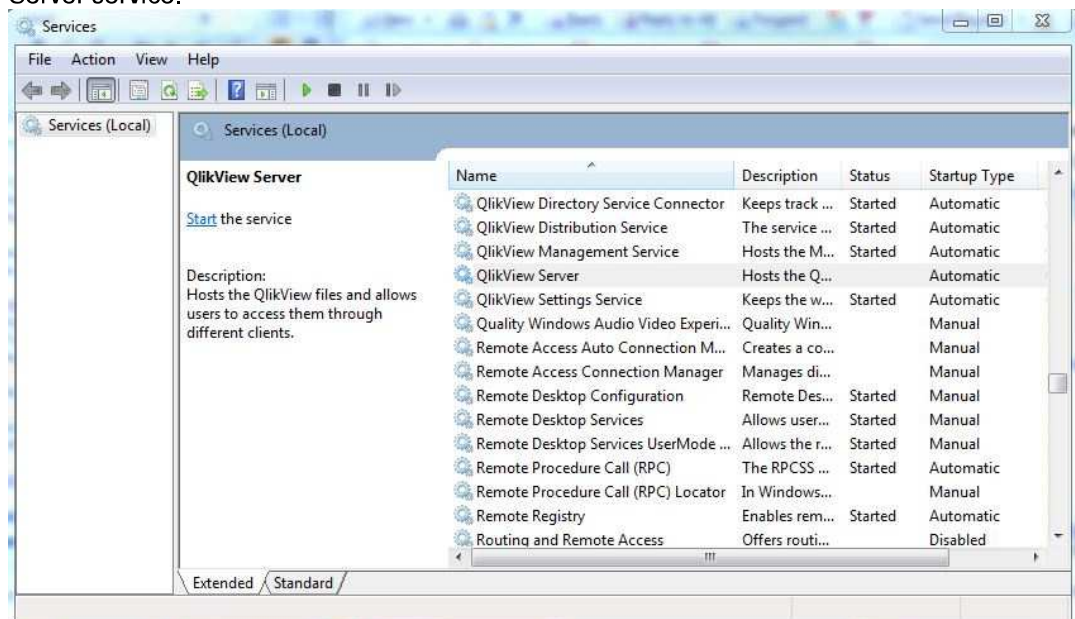 Server service.
Services
File Action View Help
Services (Local)
Services (Local)
QlikView Server
Start the service
Description:
Hosts the QlikView files and allows
users to access them through
different clients.
Name Description Status Startup Type
QlikView Directory Service Connector Keeps track ... Started Automatic
QlikView Distribution Service The service ... Started Automatic
QlikView Management Service Hosts the M... Started Automatic
QlikView Server Hosts the Q... Automatic
QlikView Settings Service Keeps the w... Started Automatic
Quality Windows Audio Video Experi... Quality Win... Manual
Remote Access Auto Connection M... Creates a co... Manual
Remote Access Connection Manager Manages di... Manual
Remote Desktop Configuration Remote Des... Started Manual
Remote Desktop Services Allows user... Started Manual
Remote Desktop Services UserMode ... Allows the r... Started Manual
Remote Procedure Call (RPC) The RPCSS ... Started Automatic
Remote Procedure Call (RPC) Locator In Windows... Manual
Remote Registry Enables rem... Started Automatic
Routing and Remote Access Offers routi... Disabled
Extended Standard